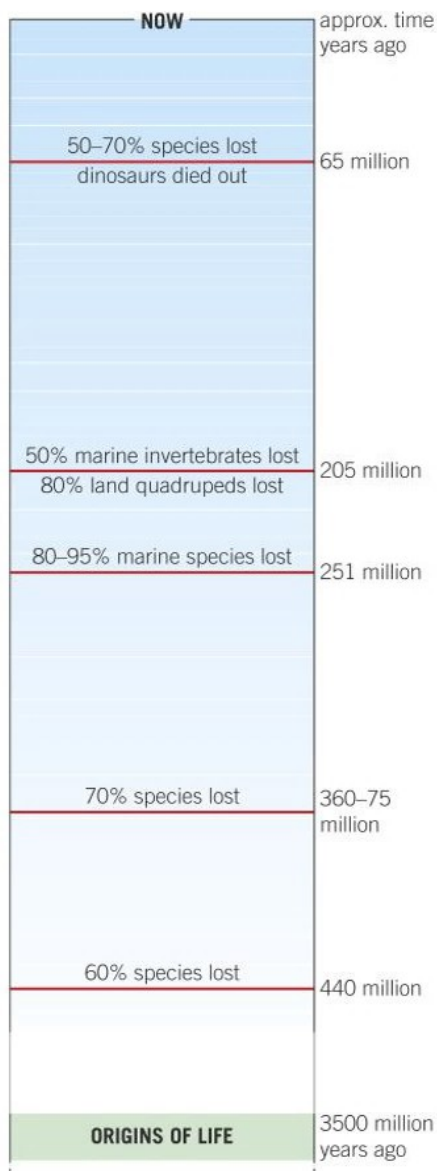 NOW
approx. time
years ago
50–70% species lost
dinosaurs died out
65 million
50% marine invertebrates lost
80% land quadrupeds lost
205 million
80–95% marine species lost
251 million
70% species lost
360–75
million
60% species lost
440 million
ORIGINS OF LIFE
3500 million
years ago